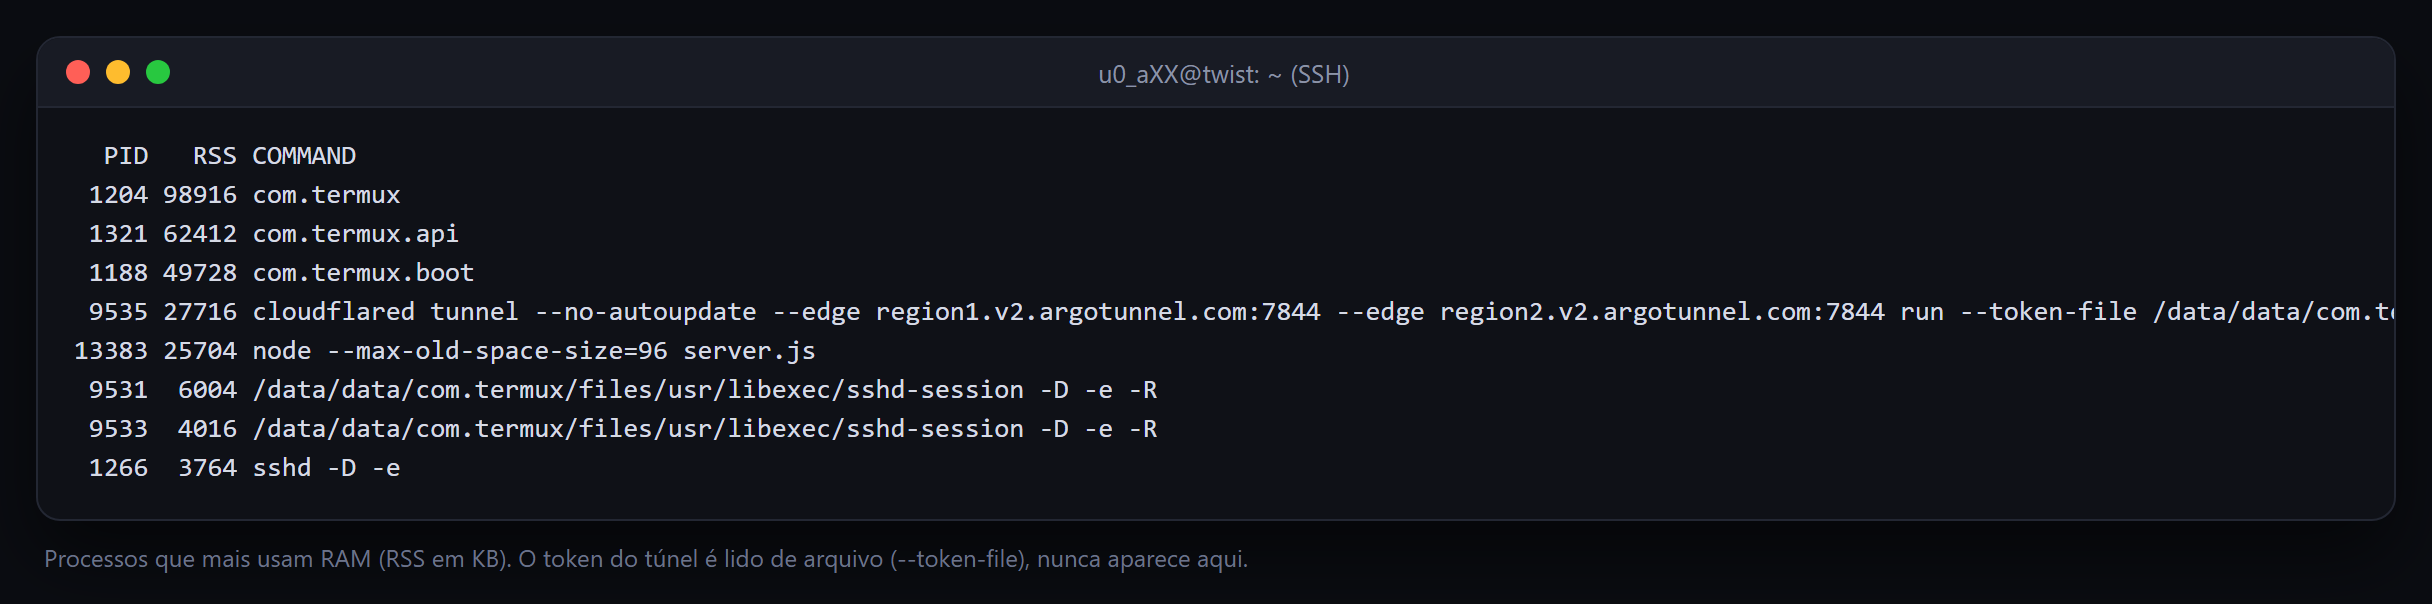 u0_aXX@twist: ~ (SSH)
PID RSS COMMAND
1204 98916 com.termux
1321 62412 com.termux.api
1188 49728 com.termux.boot
9535 27716 cloudflared tunnel --no-autoupdate --edge region1.v2.argotunnel.com:7844 --edge region2.v2.argotunnel.com:7844 run --token-file /data/data/com.t
13383 25704 node --max-old-space-size=96 server.js
9531 6004 /data/data/com.termux/files/usr/libexec/sshd-session -D -e -R
9533 4016 /data/data/com.termux/files/usr/libexec/sshd-session -D -e -R
1266 3764 sshd -D -e
Processos que mais usam RAM (RSS em KB). O token do túnel é lido de arquivo (--token-file), nunca aparece aqui.